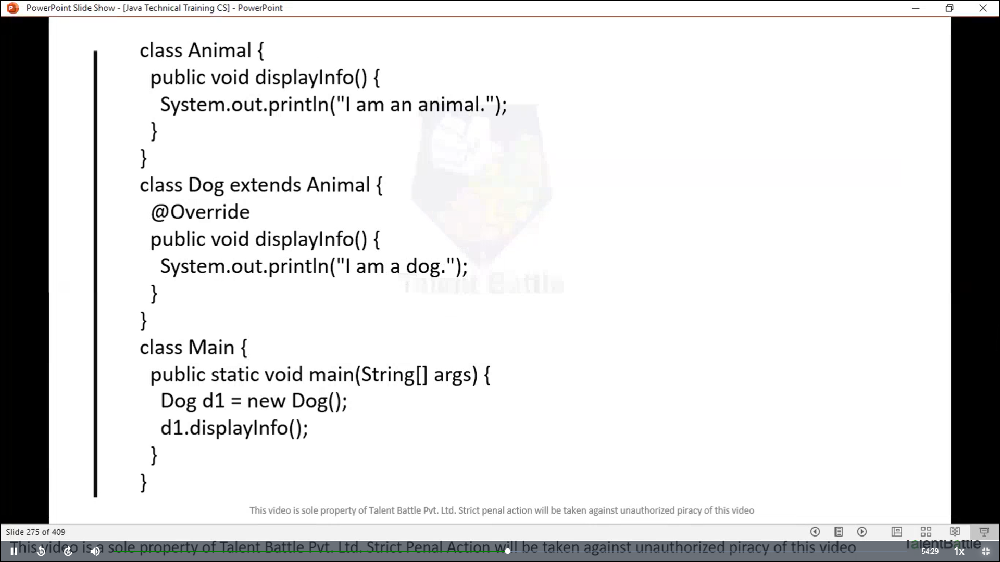 PowerPoint Slide Show - [Java Technical Training CS] - PowerPoint
class Animal {
public void displayInfo() {
System.out.println("I am an animal.");
}
}
class Dog extends Animal {
@Override
public void displayInfo() {
System.out.println("I am a dog.");
}
}
class Main {
public static void main(String[] args) {
Dog d1 = new Dog();
d1.displayInfo();
}
}
Talent Battle
This video is sole property of Talent Battle Pvt. Ltd. Strict penal action will be taken against unauthorized piracy of this video
Slide 275 of 409
This video is a sole property of Talent Battle Pvt. Ltd. Strict Penal Action will be taken against unauthorized piracy of this video
TalentBattle
-54:29
1x